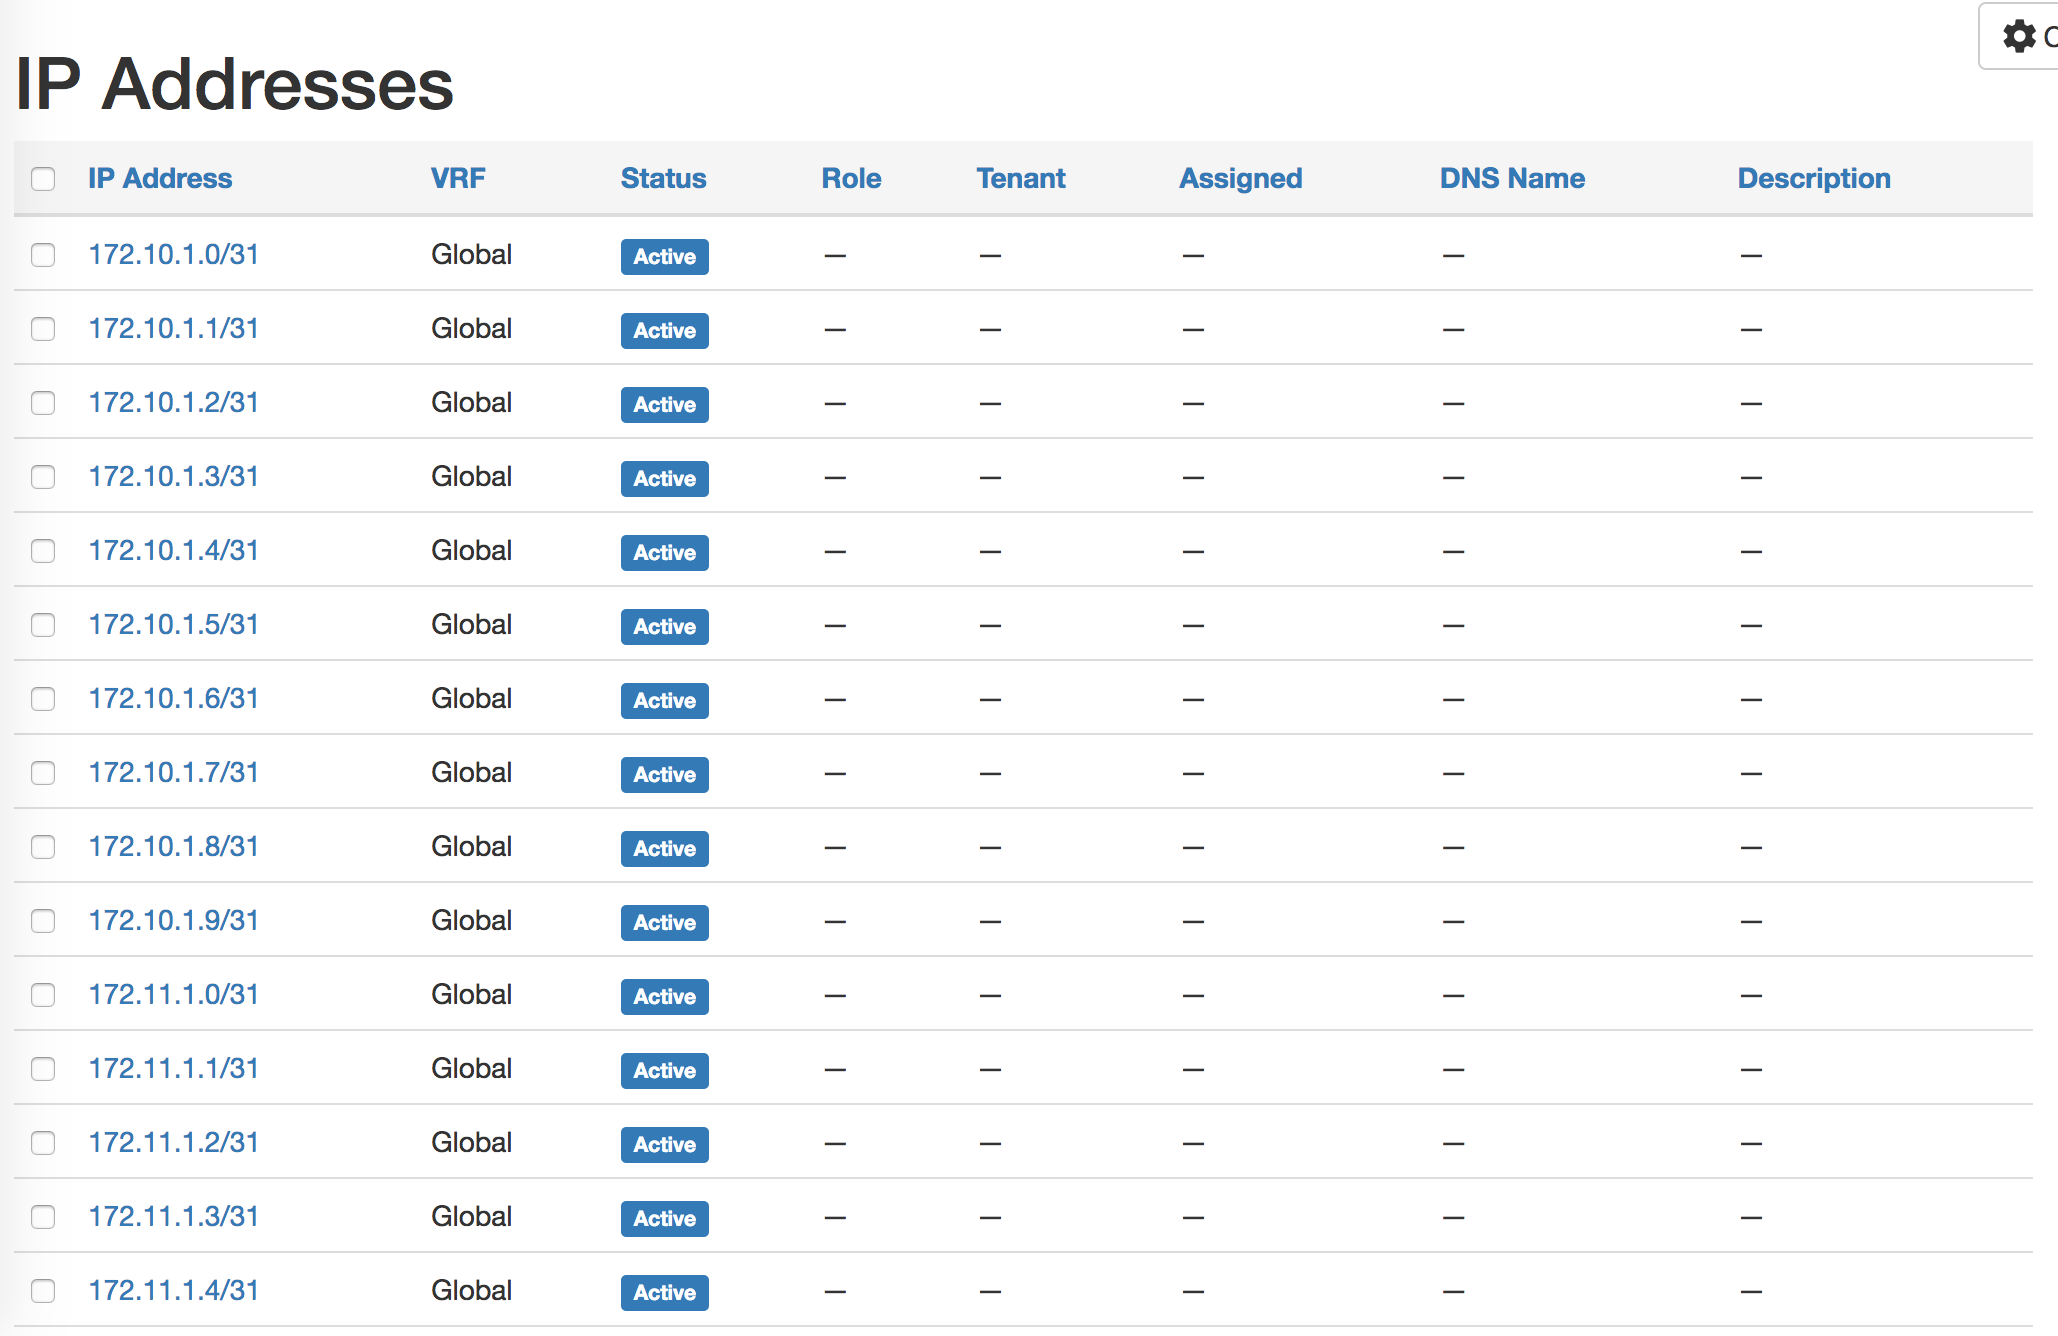 IP Addresses
IP Address VRF Status Role Tenant Assigned DNS Name Description
172.10.1.0/31 Global Active — — — — —
172.10.1.1/31 Global Active — — — — —
172.10.1.2/31 Global Active — — — — —
172.10.1.3/31 Global Active — — — — —
172.10.1.4/31 Global Active — — — — —
172.10.1.5/31 Global Active — — — — —
172.10.1.6/31 Global Active — — — — —
172.10.1.7/31 Global Active — — — — —
172.10.1.8/31 Global Active — — — — —
172.10.1.9/31 Global Active — — — — —
172.11.1.0/31 Global Active — — — — —
172.11.1.1/31 Global Active — — — — —
172.11.1.2/31 Global Active — — — — —
172.11.1.3/31 Global Active — — — — —
172.11.1.4/31 Global Active — — — — —